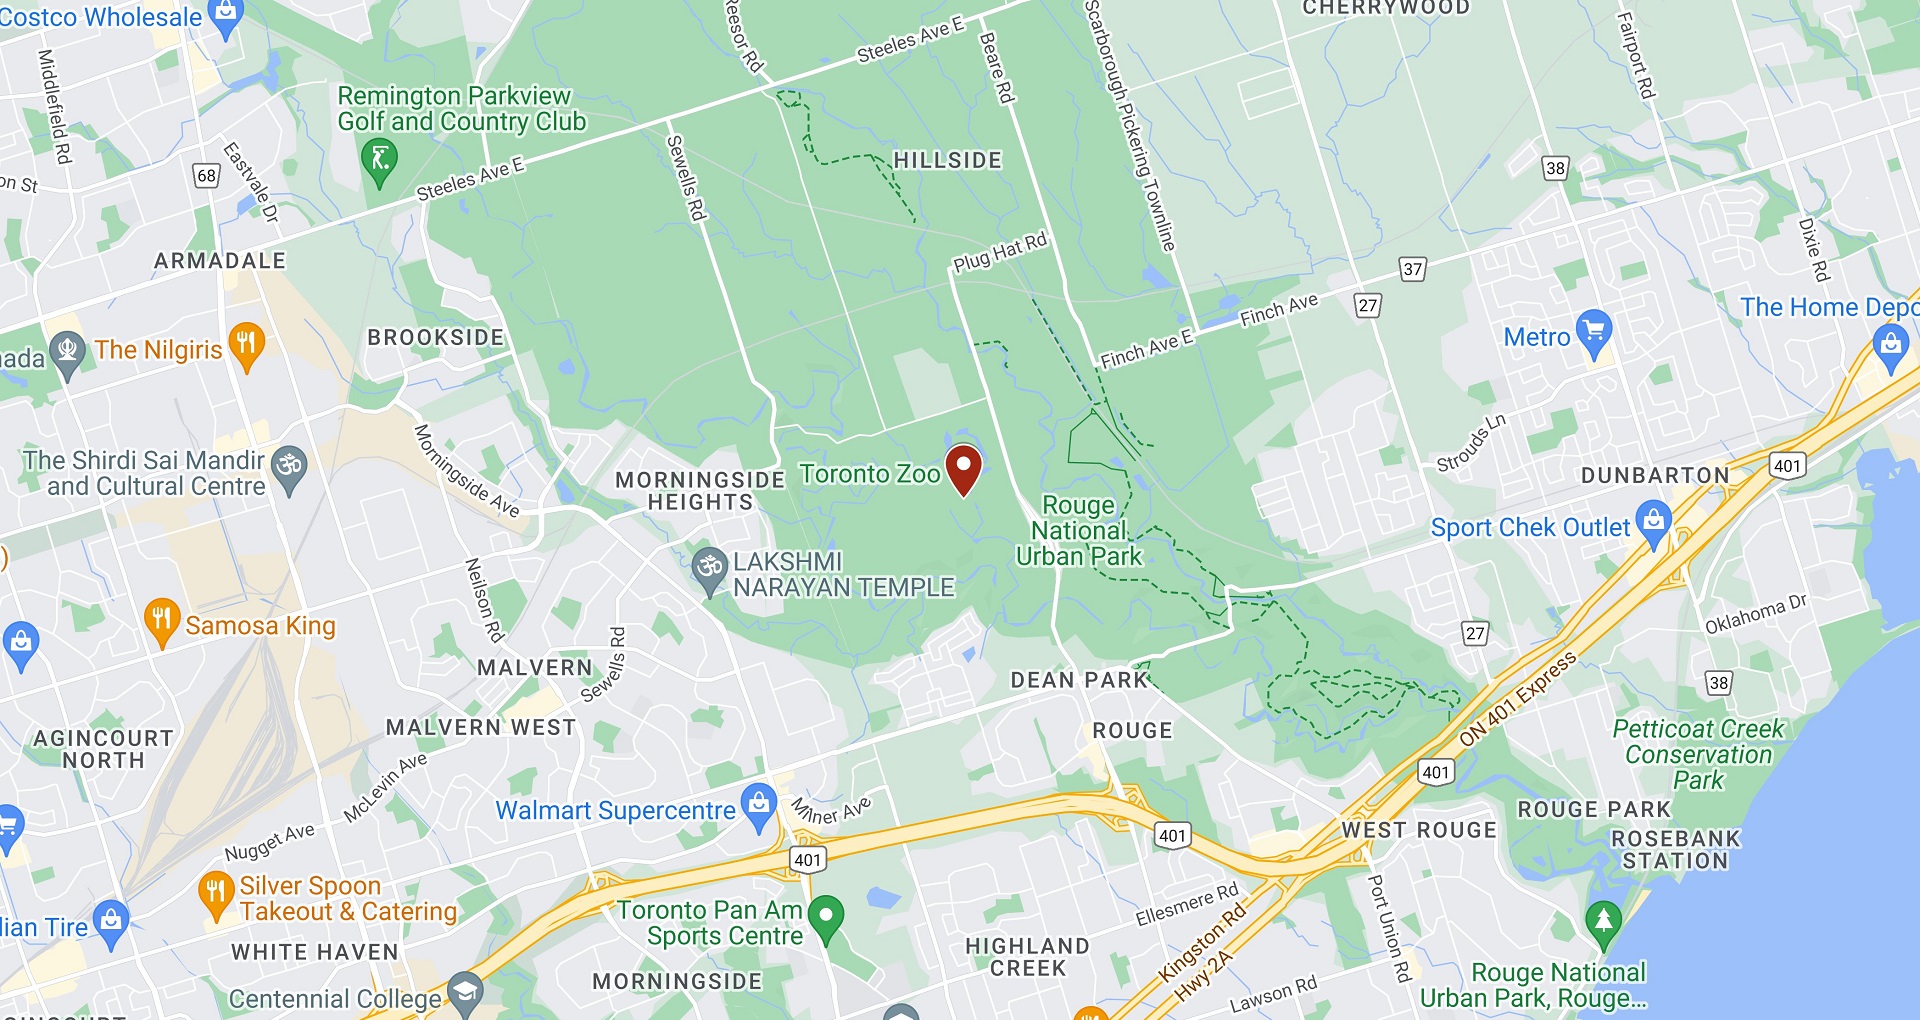 Costco Wholesale
Reesor Rd
Steeles Ave E
Beare Rd
Scarborough Pickering Townline
CHERRYWOOD
Fairport Rd
Middlefield Rd
Remington Parkview
Golf and Country Club
68
Eastvale Dr
Steeles Ave E
Sewells Rd
HILLSIDE
38
on St
ARMADALE
Plug Hat Rd
37
Dixie Rd
27
Finch Ave
The Home Depo
BROOKSIDE
Finch Ave E
Metro
nada
The Nilgiris
Morningside Ave
Strouds Ln
The Shirdi Sai Mandir
and Cultural Centre
MORNINGSIDE
HEIGHTS
Toronto Zoo
DUNBARTON
401
Rouge
National
Urban Park
Sport Chek Outlet
)
LAKSHMI
NARAYAN TEMPLE
Neilson Rd
Samosa King
Oklahoma Dr
27
MALVERN
Sewells Rd
DEAN PARK
38
ON 401 Express
MALVERN WEST
ROUGE
Petticoat Creek
Conservation
Park
AGINCOURT
NORTH
McLevin Ave
401
Walmart Supercentre
Milner Ave
ROUGE PARK
Nugget Ave
401
WEST ROUGE
ROSEBANK
STATION
401
Silver Spoon
Takeout & Catering
Ellesmere Rd
Port Union Rd
dian Tire
Toronto Pan Am
Sports Centre
Kingston Rd
Hwy 2A
WHITE HAVEN
HIGHLAND
CREEK
MORNINGSIDE
Rouge National
Urban Park, Rouge...
Centennial College
Lawson Rd